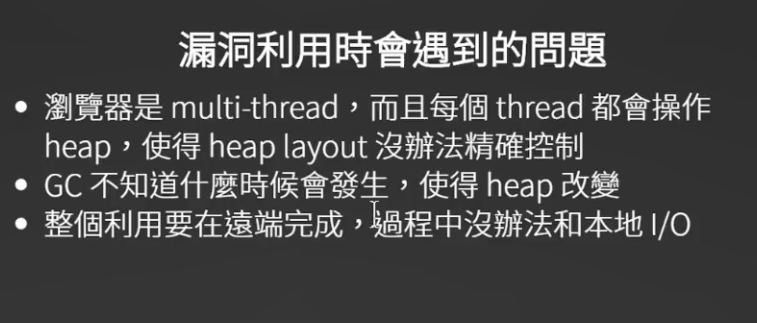 漏洞利用時會遇到的問題
• 瀏覽器是 multi-thread，而且每個 thread 都會操作
heap，使得 heap layout 沒辦法精確控制
• GC 不知道什麼時候會發生，使得 heap 改變
• 整個利用要在遠端完成，過程中沒辦法和本地 I/O